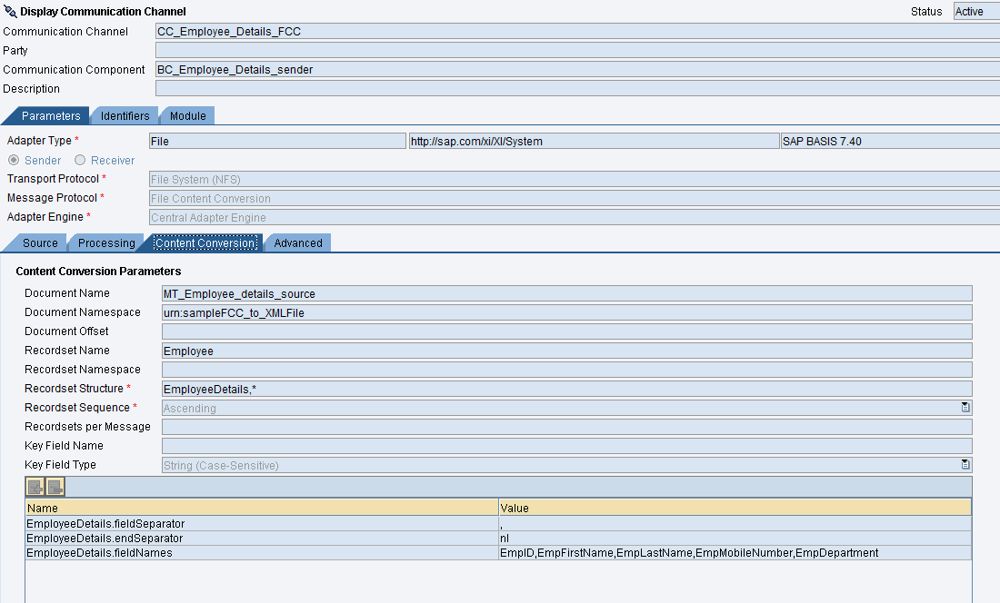 Display Communication Channel Status Active
Communication Channel CC_Employee_Details_FCC
Party
Communication Component BC_Employee_Details_sender
Description
Parameters Identifiers Module
Adapter Type * File http://sap.com/xi/XI/System SAP BASIS 7.40
Sender Receiver
Transport Protocol * File System (NFS)
Message Protocol * File Content Conversion
Adapter Engine * Central Adapter Engine
Source Processing Content Conversion Advanced
Content Conversion Parameters
Document Name MT_Employee_details_source
Document Namespace urn:sampleFCC_to_XMLFile
Document Offset
Recordset Name Employee
Recordset Namespace
Recordset Structure * EmployeeDetails,*
Recordset Sequence * Ascending
Recordsets per Message
Key Field Name
Key Field Type String (Case-Sensitive)
Name Value
EmployeeDetails.fieldSeparator ,
EmployeeDetails.endSeparator nl
EmployeeDetails.fieldNames EmpID,EmpFirstName,EmpLastName,EmpMobileNumber,EmpDepartment